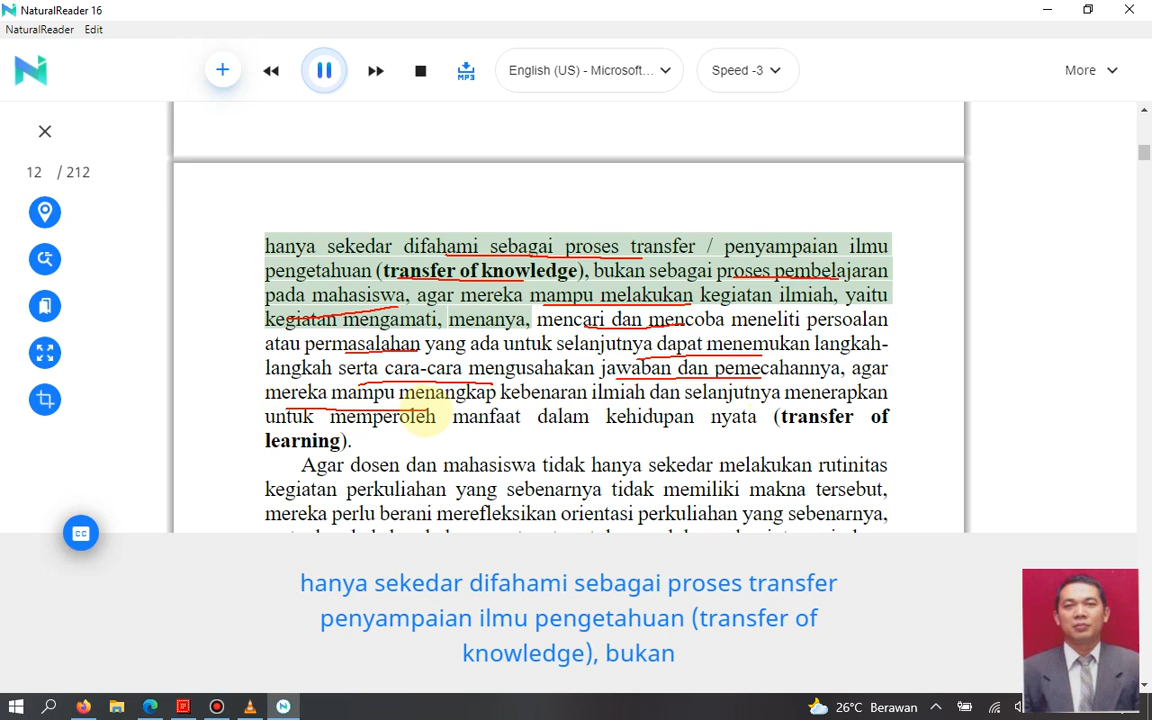 NaturalReader 16
NaturalReader Edit
MP3
English (US) - Microsoft...
Speed -3
More
12 / 212
hanya sekedar difahami sebagai proses transfer / penyampaian ilmu
pengetahuan (transfer of knowledge), bukan sebagai proses pembelajaran
pada mahasiswa, agar mereka mampu melakukan kegiatan ilmiah, yaitu
kegiatan mengamati, menanya, mencari dan mencoba meneliti persoalan
atau permasalahan yang ada untuk selanjutnya dapat menemukan langkah-
langkah serta cara-cara mengusahakan jawaban dan pemecahannya, agar
mereka mampu menangkap kebenaran ilmiah dan selanjutnya menerapkan
untuk memperoleh manfaat dalam kehidupan nyata (transfer of
learning).
Agar dosen dan mahasiswa tidak hanya sekedar melakukan rutinitas
kegiatan perkuliahan yang sebenarnya tidak memiliki makna tersebut,
mereka perlu berani merefleksikan orientasi perkuliahan yang sebenarnya,
CC
hanya sekedar difahami sebagai proses transfer
penyampaian ilmu pengetahuan (transfer of
knowledge), bukan
26°C Berawan